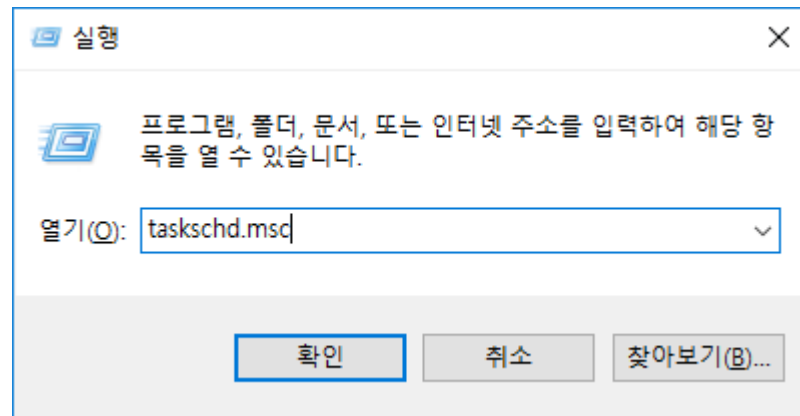 실행
프로그램, 폴더, 문서, 또는 인터넷 주소를 입력하여 해당 항
목을 열 수 있습니다.
열기(O): taskschd.msc
확인 취소 찾아보기(B)...